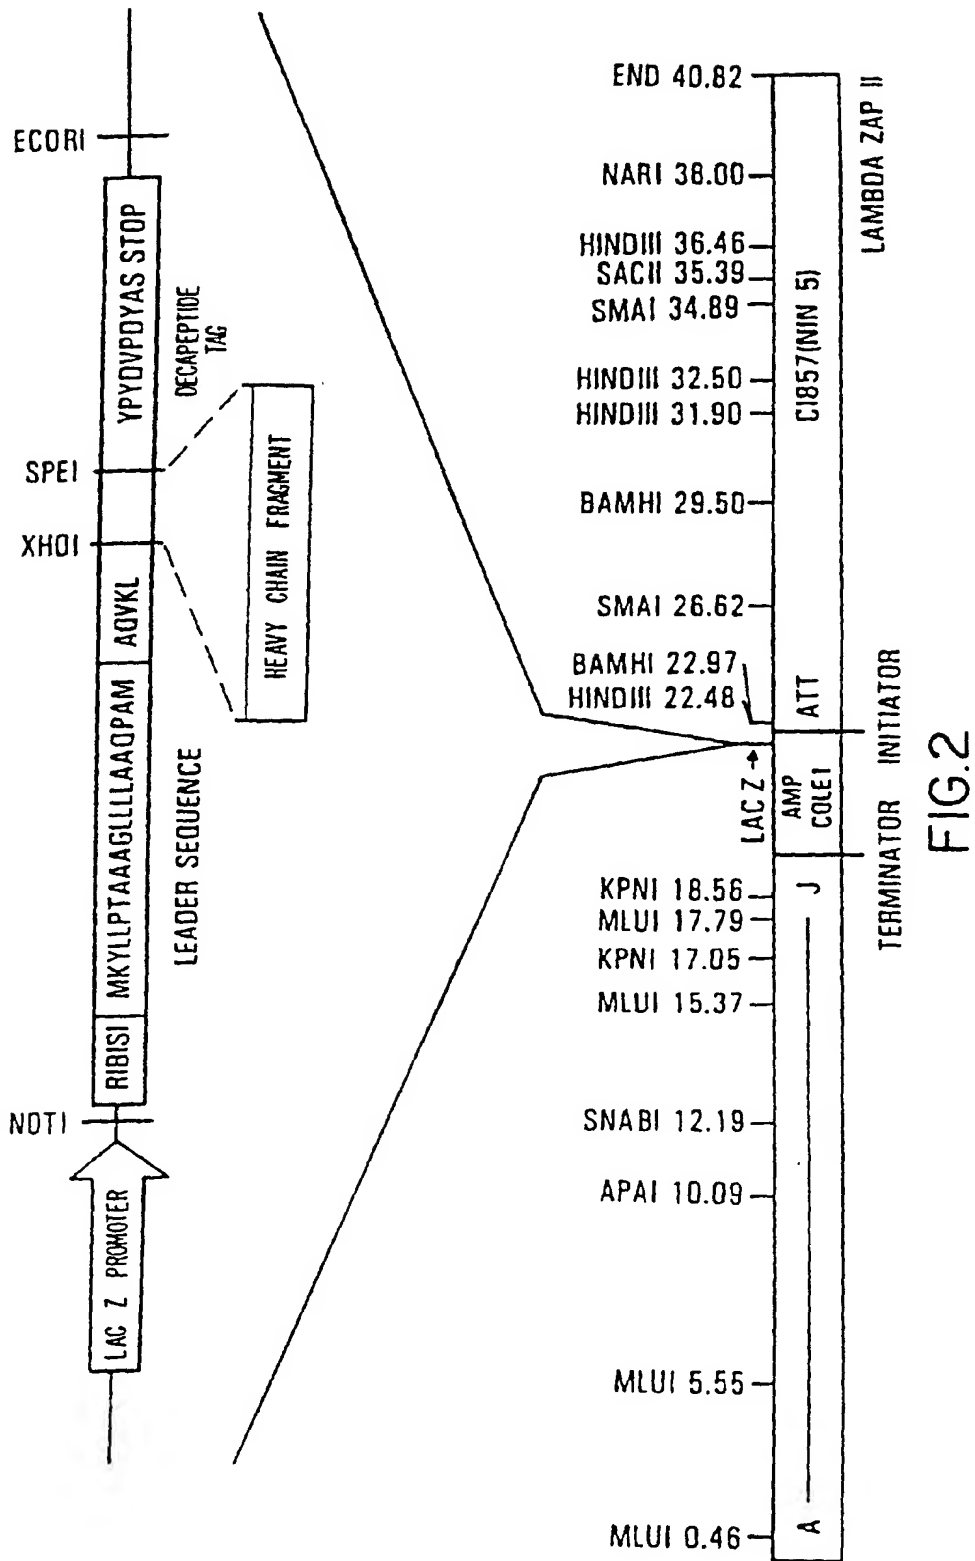 LAC Z PROMOTER
NOTI
RIBISI
MKYLLPTAAAGLLLLAAQPAM
AQVKL
XHOI
SPEI
YPYDVPDYAS STOP
ECORI
LEADER SEQUENCE
DECAPEPTIDE
TAG
HEAVY CHAIN FRAGMENT
MLUI 0.46
MLUI 5.55
APAI 10.09
SNABI 12.19
MLUI 15.37
KPNI 17.05
MLUI 17.79
KPNI 18.56
LAC Z
HINDIII 22.48
BAMHI 22.97
SMAI 26.62
BAMHI 29.50
HINDIII 31.90
HINDIII 32.50
SMAI 34.89
SACII 35.39
HINDIII 36.46
NARI 38.00
END 40.82
A
J
AMP
COLE1
ATT
CI857(NIN 5)
TERMINATOR
INITIATOR
LAMBDA ZAP II
FIG.2